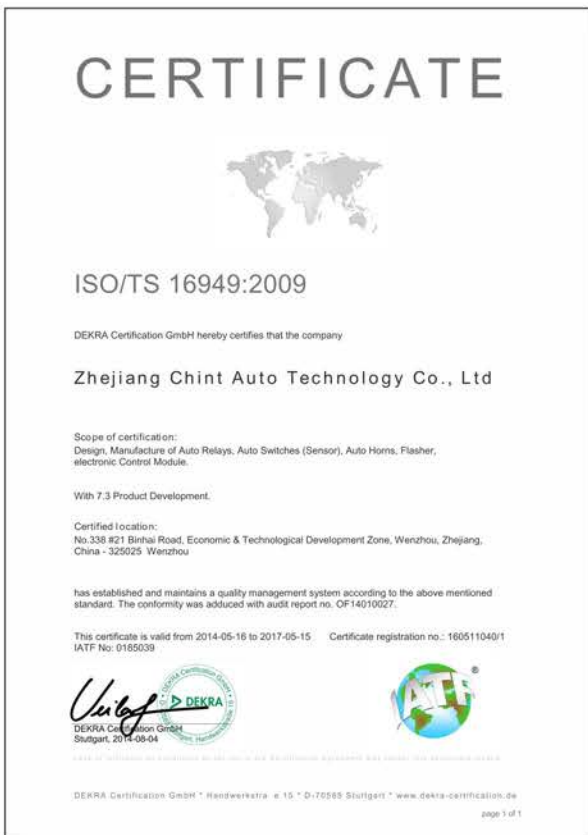 CERTIFICATE
ISO/TS 16949:2009
DEKRA Certification GmbH hereby certifies that the company
Zhejiang Chint Auto Technology Co., Ltd
Scope of certification:
Design, Manufacture of Auto Relays, Auto Switches (Sensor), Auto Horns, Flasher,
electronic Control Module.
With 7.3 Product Development.
Certified location:
No.338 #21 Binhai Road, Economic & Technological Development Zone, Wenzhou, Zhejiang,
China - 325025 Wenzhou
has established and maintains a quality management system according to the above mentioned
standard. The conformity was adduced with audit report no. OF14010027.
This certificate is valid from 2014-05-16 to 2017-05-15 Certificate registration no.: 160511040/1
IATF No: 0185039
DEKRA
IATF
®
DEKRA Certification GmbH
Stuttgart, 2014-08-04
DEKRA Certification GmbH * Handwerkstra e 15 * D-70565 Stuttgart * www.dekra-certification.de
page 1 of 1